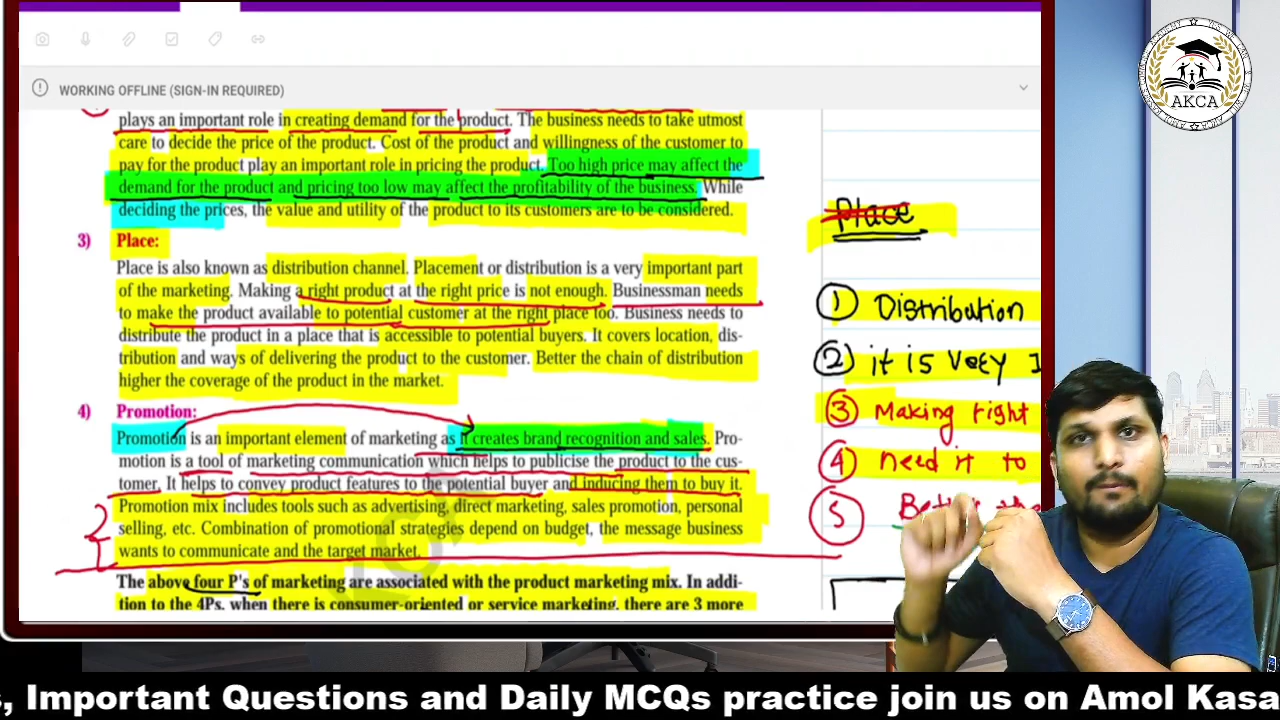 WORKING OFFLINE (SIGN-IN REQUIRED)
plays an important role in creating demand for the product. The business needs to take utmost
care to decide the price of the product. Cost of the product and willingness of the customer to
pay for the product play an important role in pricing the product. Too high price may affect the
demand for the product and pricing too low may affect the profitability of the business. While
deciding the prices, the value and utility of the product to its customers are to be considered.
3) Place:
Place is also known as distribution channel. Placement or distribution is a very important part
of the marketing. Making a right product at the right price is not enough. Businessman needs
to make the product available to potential customer at the right place too. Business needs to
distribute the product in a place that is accessible to potential buyers. It covers location, dis-
tribution and ways of delivering the product to the customer. Better the chain of distribution
higher the coverage of the product in the market.
4) Promotion:
Promotion is an important element of marketing as it creates brand recognition and sales. Pro-
motion is a tool of marketing communication which helps to publicise the product to the cus-
tomer. It helps to convey product features to the potential buyer and inducing them to buy it.
Promotion mix includes tools such as advertising, direct marketing, sales promotion, personal
selling, etc. Combination of promotional strategies depend on budget, the message business
wants to communicate and the target market.
The above four P's of marketing are associated with the product marketing mix. In addi-
tion to the 4Ps, when there is consumer-oriented or service marketing, there are 3 more
Place
① Distribution
② it is Very I
③ Making right
④ need it to
⑤ Better the
AKCA
s, Important Questions and Daily MCQs practice join us on Amol Kasa